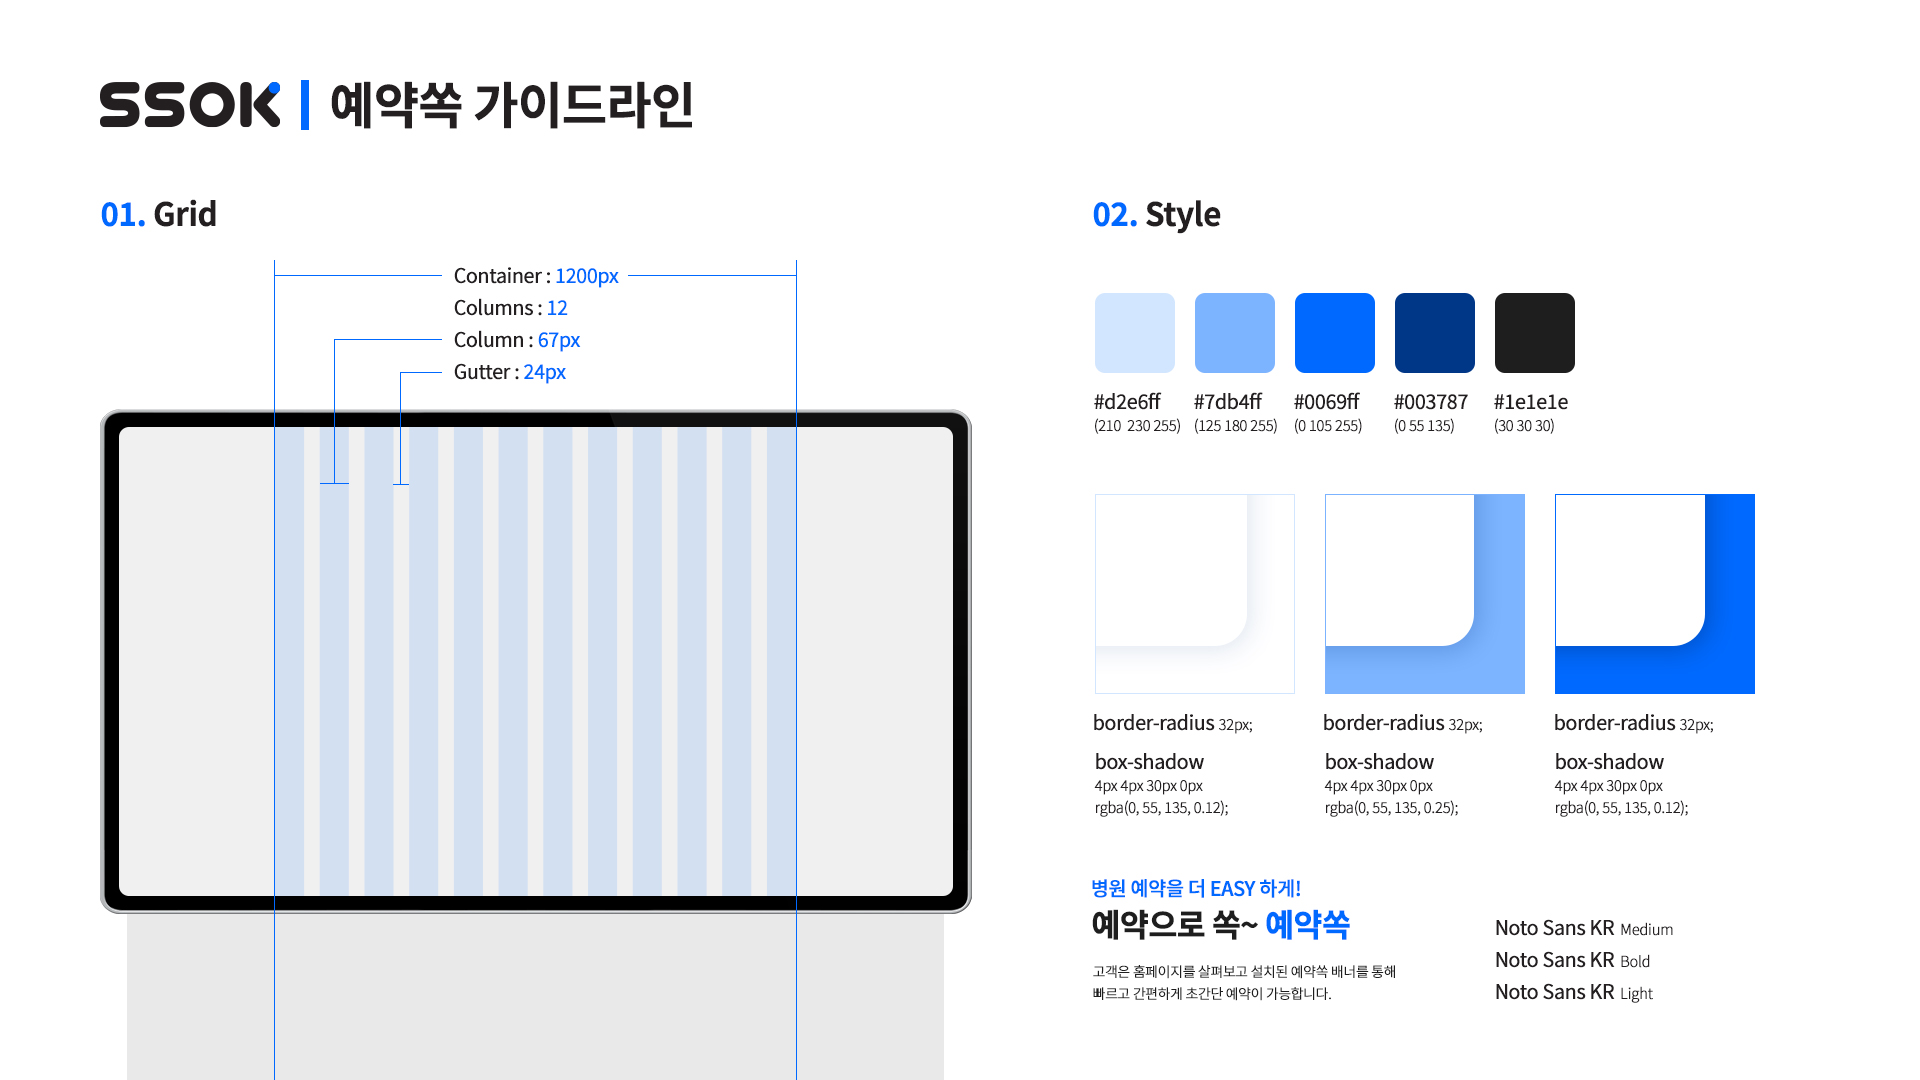 SSOK | 예약쏙 가이드라인
01. Grid
Container : 1200px
Columns : 12
Column : 67px
Gutter : 24px
02. Style
#d2e6ff #7db4ff #0069ff #003787 #1e1e1e
(210 230 255) (125 180 255) (0 105 255) (0 55 135) (30 30 30)
border-radius 32px; border-radius 32px; border-radius 32px;
box-shadow box-shadow box-shadow
4px 4px 30px 0px 4px 4px 30px 0px 4px 4px 30px 0px
rgba(0, 55, 135, 0.12); rgba(0, 55, 135, 0.25); rgba(0, 55, 135, 0.12);
병원 예약을 더 EASY 하게!
예약으로 쏙~ 예약쏙
고객은 홈페이지를 살펴보고 설치된 예약쏙 배너를 통해
빠르고 간편하게 초간단 예약이 가능합니다.
Noto Sans KR Medium
Noto Sans KR Bold
Noto Sans KR Light